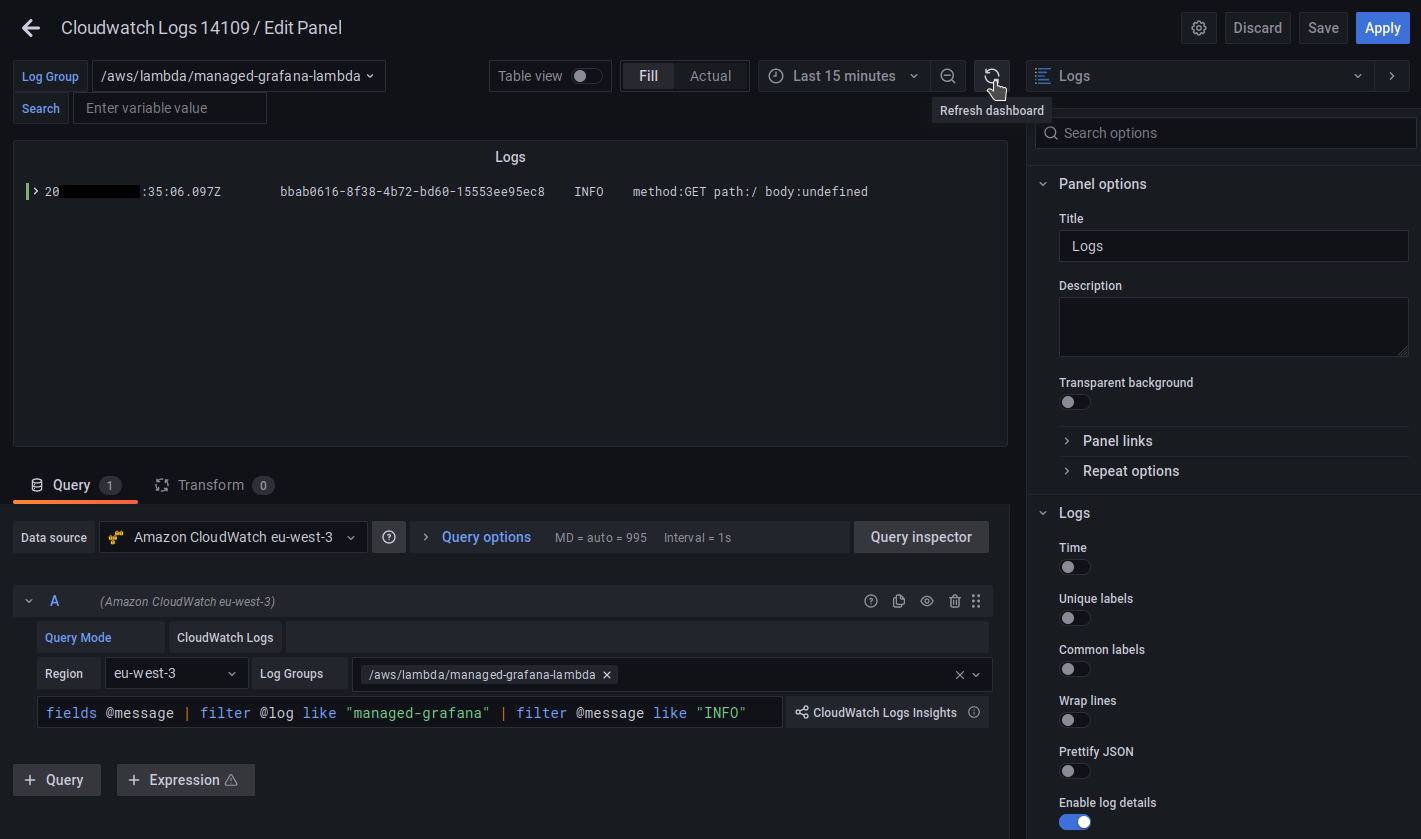 Cloudwatch Logs 14109 / Edit Panel
Discard
Save
Apply
Log Group
/aws/lambda/managed-grafana-lambda
Table view
Fill
Actual
Last 15 minutes
Logs
Search
Enter variable value
Refresh dashboard
Search options
Logs
20 :35:06.097Z bbab0616-8f38-4b72-bd60-15553ee95ec8 INFO method:GET path:/ body:undefined
Panel options
Title
Logs
Description
Transparent background
Panel links
Repeat options
Query 1
Transform 0
Data source
Amazon CloudWatch eu-west-3
Query options
MD = auto = 995
Interval = 1s
Query inspector
A
(Amazon CloudWatch eu-west-3)
Query Mode
CloudWatch Logs
Region
eu-west-3
Log Groups
/aws/lambda/managed-grafana-lambda
fields @message | filter @log like "managed-grafana" | filter @message like "INFO"
CloudWatch Logs Insights
+ Query
+ Expression
Logs
Time
Unique labels
Common labels
Wrap lines
Prettify JSON
Enable log details